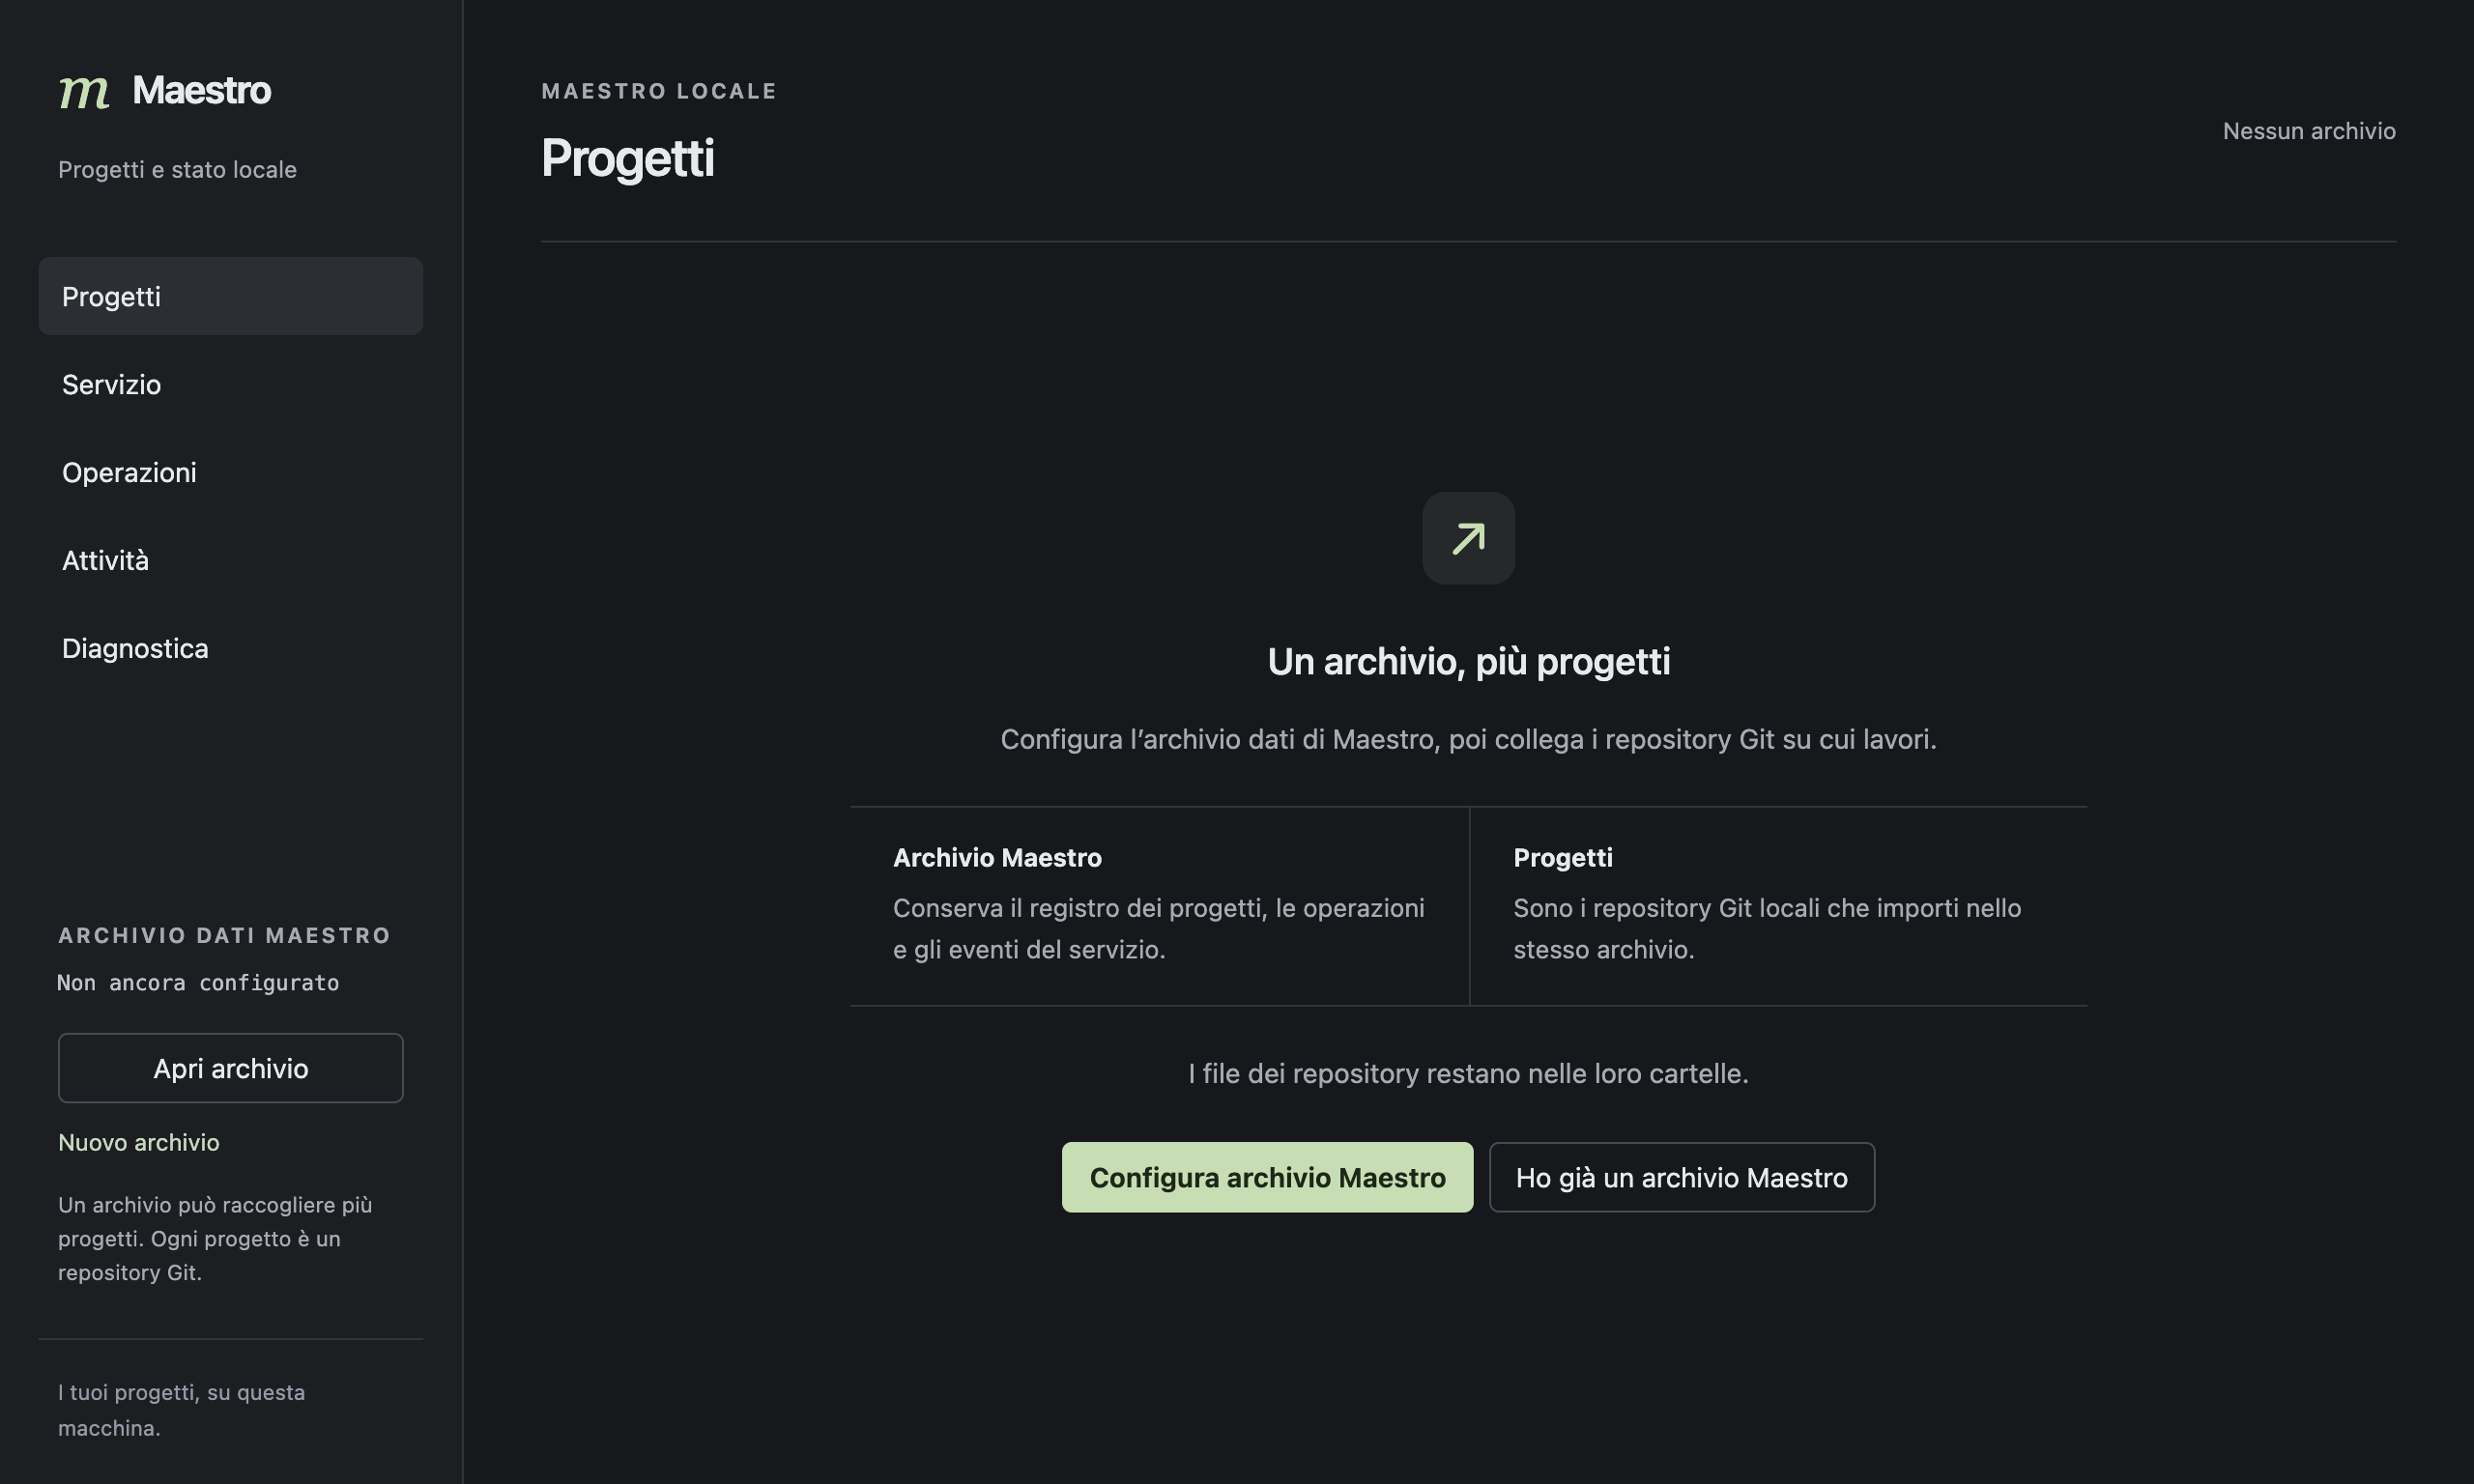 m Maestro
Progetti e stato locale
Progetti
Servizio
Operazioni
Attività
Diagnostica
ARCHIVIO DATI MAESTRO
Non ancora configurato
Apri archivio
Nuovo archivio
Un archivio può raccogliere più
progetti. Ogni progetto è un
repository Git.
I tuoi progetti, su questa
macchina.
MAESTRO LOCALE
Progetti
Nessun archivio
Un archivio, più progetti
Configura l’archivio dati di Maestro, poi collega i repository Git su cui lavori.
Archivio Maestro
Conserva il registro dei progetti, le operazioni
e gli eventi del servizio.
Progetti
Sono i repository Git locali che importi nello
stesso archivio.
I file dei repository restano nelle loro cartelle.
Configura archivio Maestro
Ho già un archivio Maestro